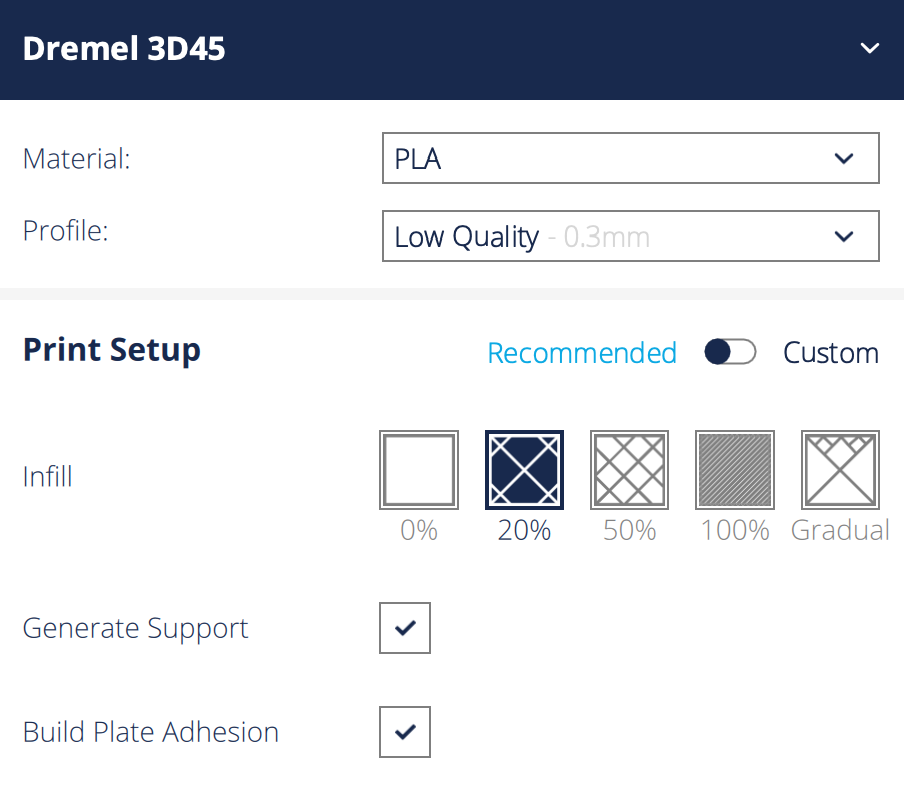 Dremel 3D45
Material: PLA
Profile: Low Quality - 0.3mm
Print Setup Recommended Custom
Infill
0% 20% 50% 100% Gradual
Generate Support
Build Plate Adhesion